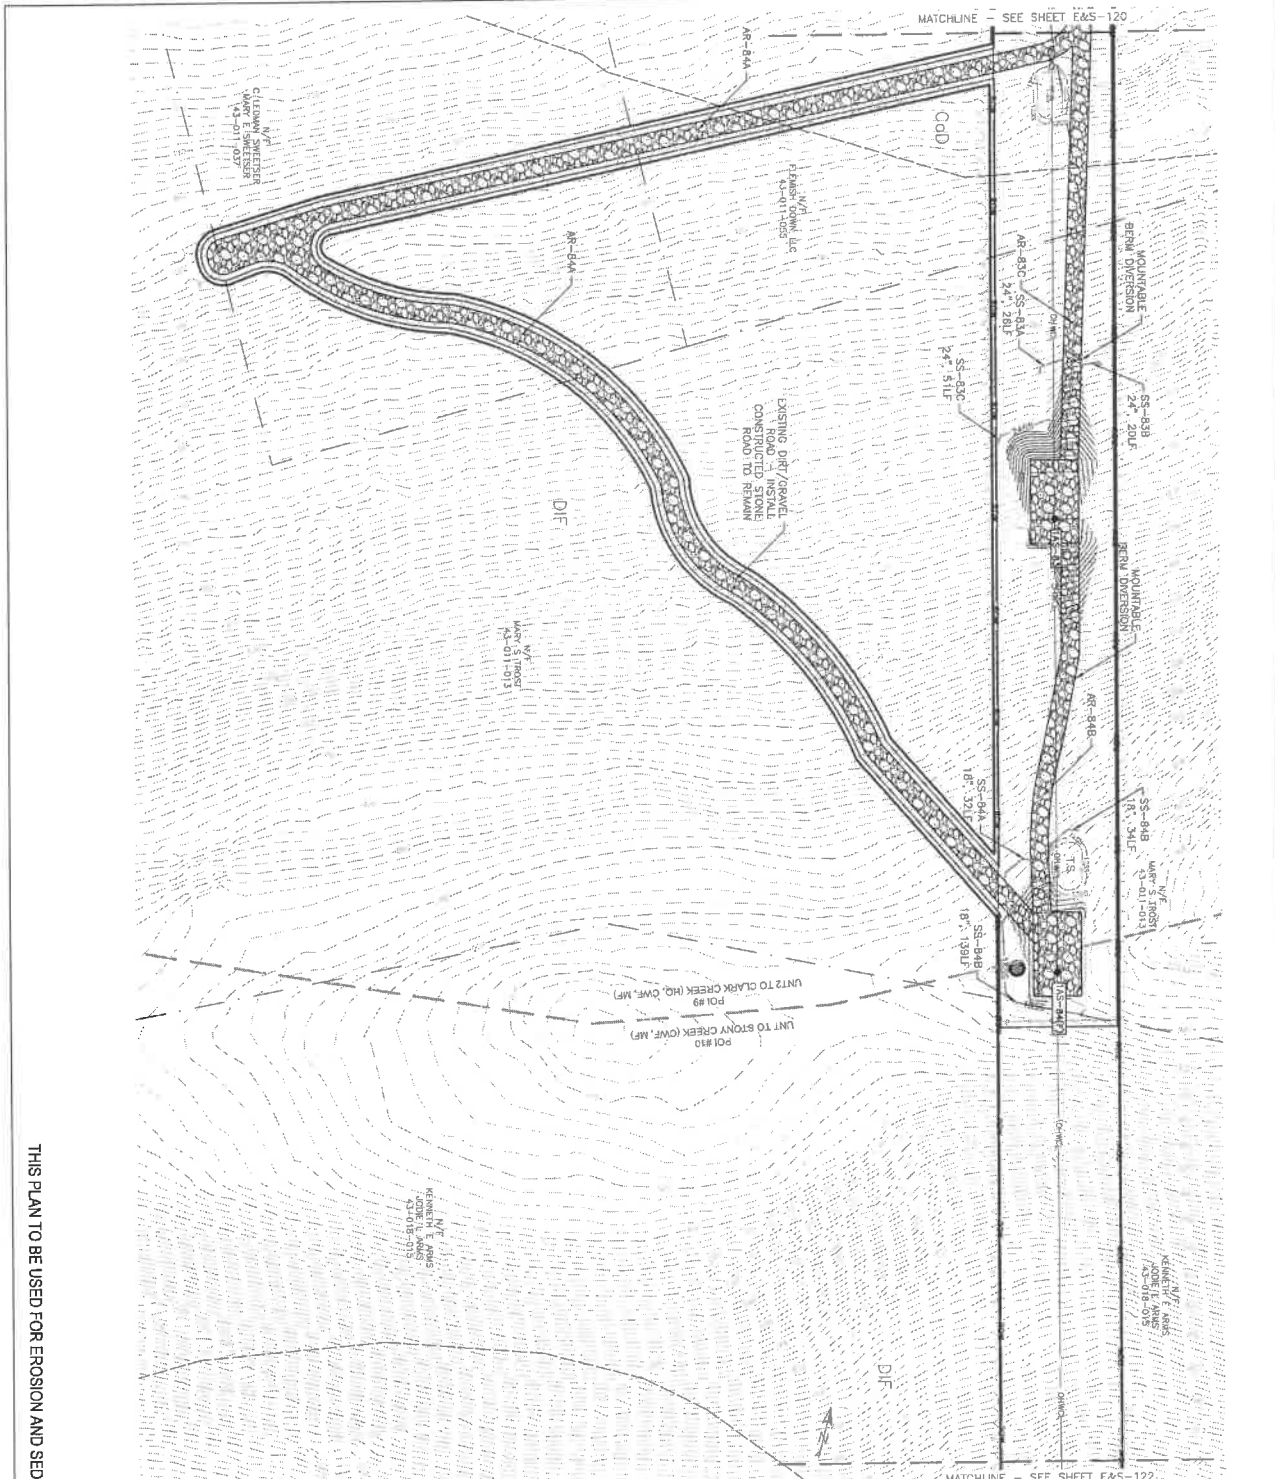 MATCHLINE – SEE SHEET E&S-120
AR-84A
N/F
C LEDMAN SWEETSER
MARY E SWEETSER
43-011-037
CoD
N/F
FLEMISH DOWN LLC
43-011-055
MOUNTABLE
BERM DIVERSION
AR-84A
AR-83C
SS-83A
24", 26LF
OHWC
SS-83C
24", 51LF
SS-83B
24", 20LF
EXISTING DIRT/GRAVEL
ROAD – INSTALL
CONSTRUCTED STONE
ROAD TO REMAIN
DIF
MOUNTABLE
BERM DIVERSION
N/F
MARY S TROST
43-011-013
AR-84B
SS-84A
18", 32LF
SS-84B
18", 34LF
T.S.
N/F
MARY S TROST
43-011-013
SS-84B
18", 139LF
UNT2 TO CLARK CREEK (HQ, CWF, MF)
POI #9
UNT TO STONY CREEK (CWF, MF)
POI #10
OHWC
N/F
KENNETH E ARMS
JODIE L ARMS
43-018-015
N/F
KENNETH E ARMS
JODIE L ARMS
43-018-015
DIF
OHWC
N
MATCHLINE – SEE SHEET E&S-122
THIS PLAN TO BE USED FOR EROSION AND SED